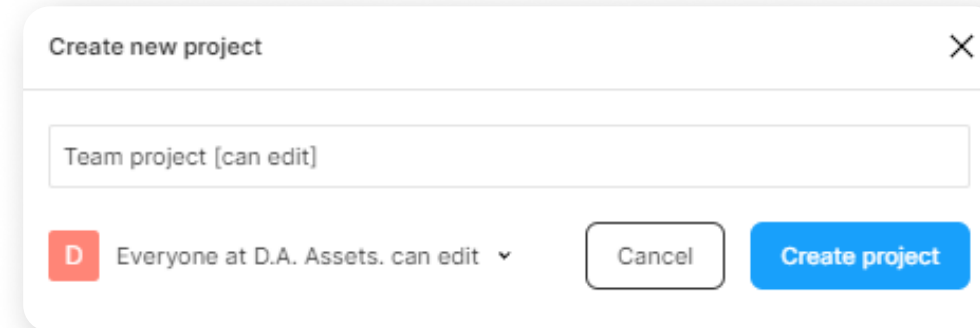 Create new project
Team project [can edit]
D Everyone at D.A. Assets. can edit Cancel Create project